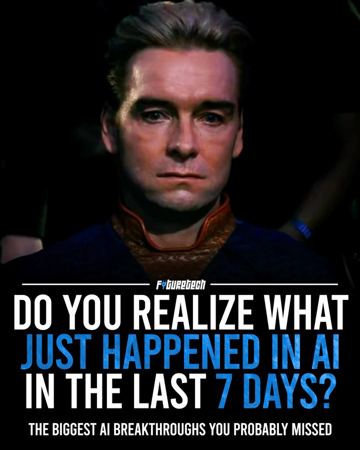 Futuretech
DO YOU REALIZE WHAT
JUST HAPPENED IN AI
IN THE LAST 7 DAYS?
THE BIGGEST AI BREAKTHROUGHS YOU PROBABLY MISSED